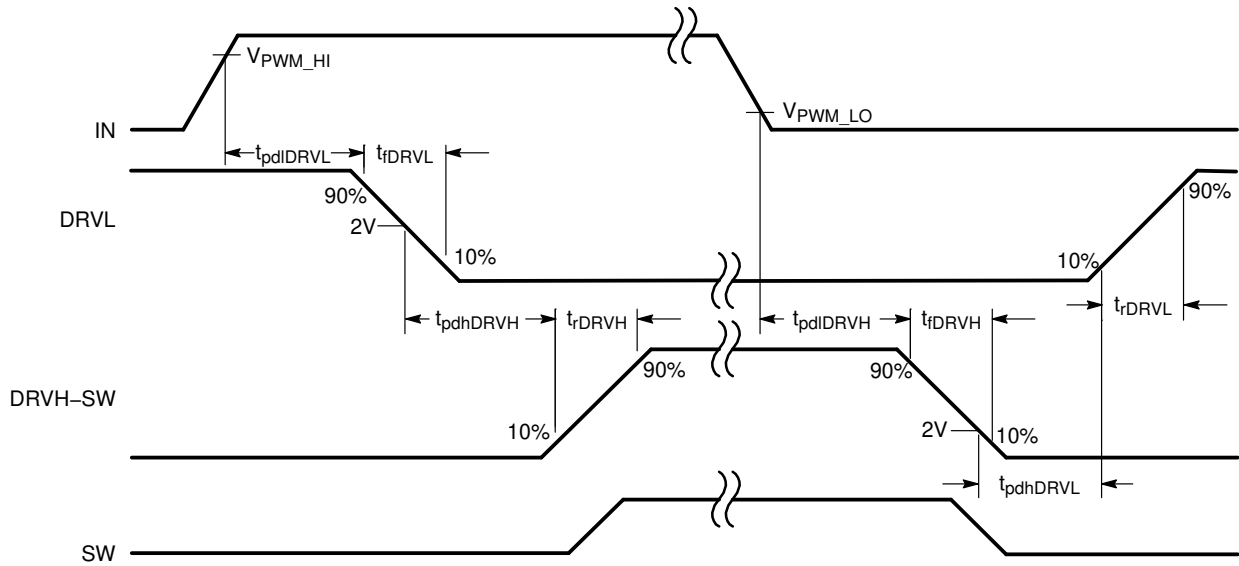 VPWM_HI
VPWM_LO
IN
tpdlDRVL
tfDRVL
90%
90%
DRVL
2V
10%
10%
tpdhDRVH
trDRVH
tpdlDRVH
tfDRVH
trDRVL
90%
90%
DRVH–SW
10%
2V
10%
tpdhDRVL
SW